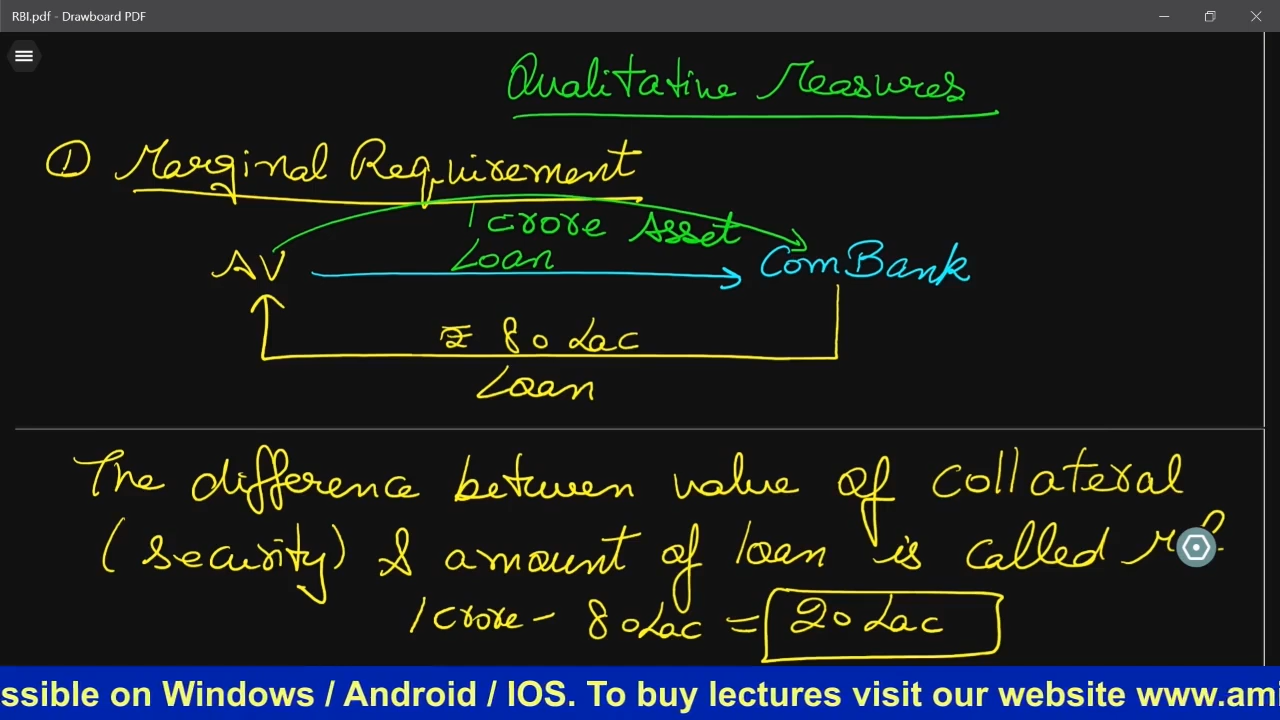 RBI.pdf - Drawboard PDF
Qualitative Measures
① Marginal Requirement
1 crore Asset
AV Loan Com Bank
₹ 80 Lac
Loan
The difference between value of collateral
(security) & amount of loan is called
1 crore - 80 Lac = 20 Lac
ssible on Windows / Android / IOS. To buy lectures visit our website www.ami